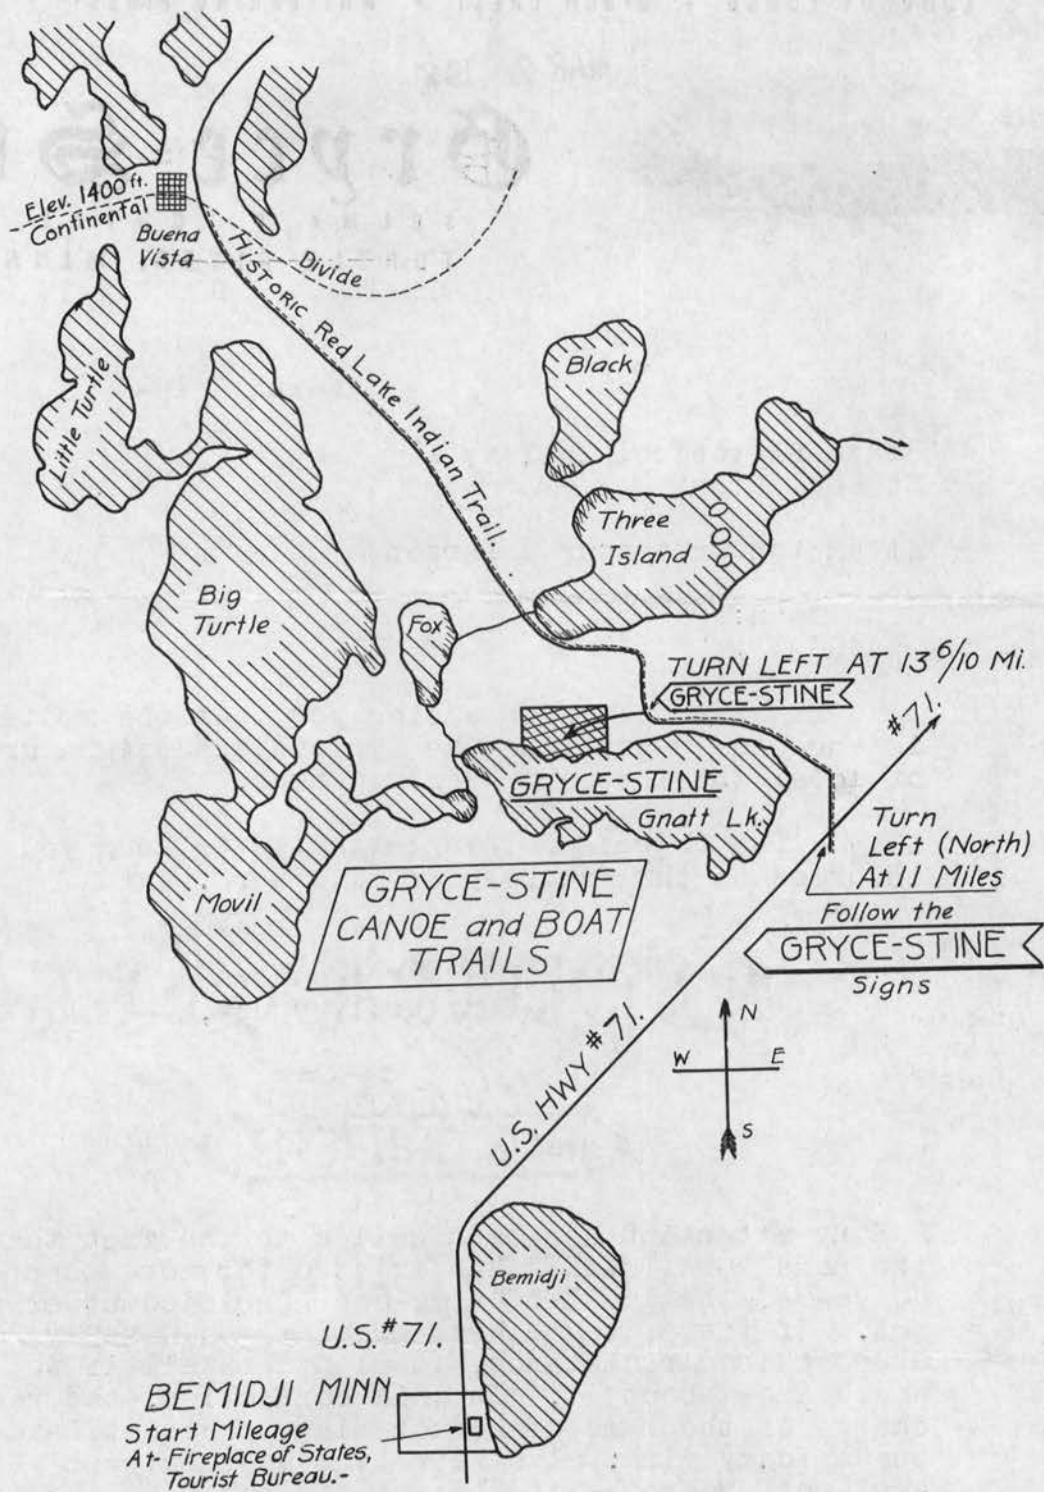 Elev. 1400 ft.
Continental
Divide
Buena
Vista
Historic Red Lake Indian Trail.
Little Turtle
Black
Three
Island
Big
Turtle
Fox
TURN LEFT AT 13 6/10 Mi.
GRYCE-STINE
#71.
GRYCE-STINE
Gnatt Lk.
Turn
Left (North)
At 11 Miles
Follow the
GRYCE-STINE
Signs
Movil
GRYCE-STINE
CANOE and BOAT
TRAILS
N
W E
S
U.S. HWY #71.
Bemidji
U.S. #71.
BEMIDJI MINN
Start Mileage
At- Fireplace of States,
Tourist Bureau.-